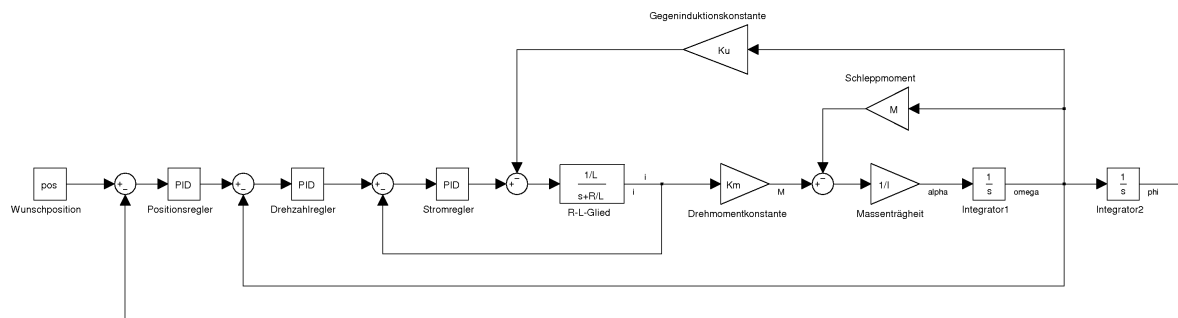 Gegeninduktionskonstante
Ku
Schleppmoment
M
pos
Wunschposition
+
−
PID
Positionsregler
+
−
PID
Drehzahlregler
+
−
PID
Stromregler
+
−
1/L
s+R/L
R-L-Glied
i
i
Km
Drehmomentkonstante
M
+
−
1/I
Massenträgheit
alpha
1
s
Integrator1
omega
1
s
Integrator2
phi